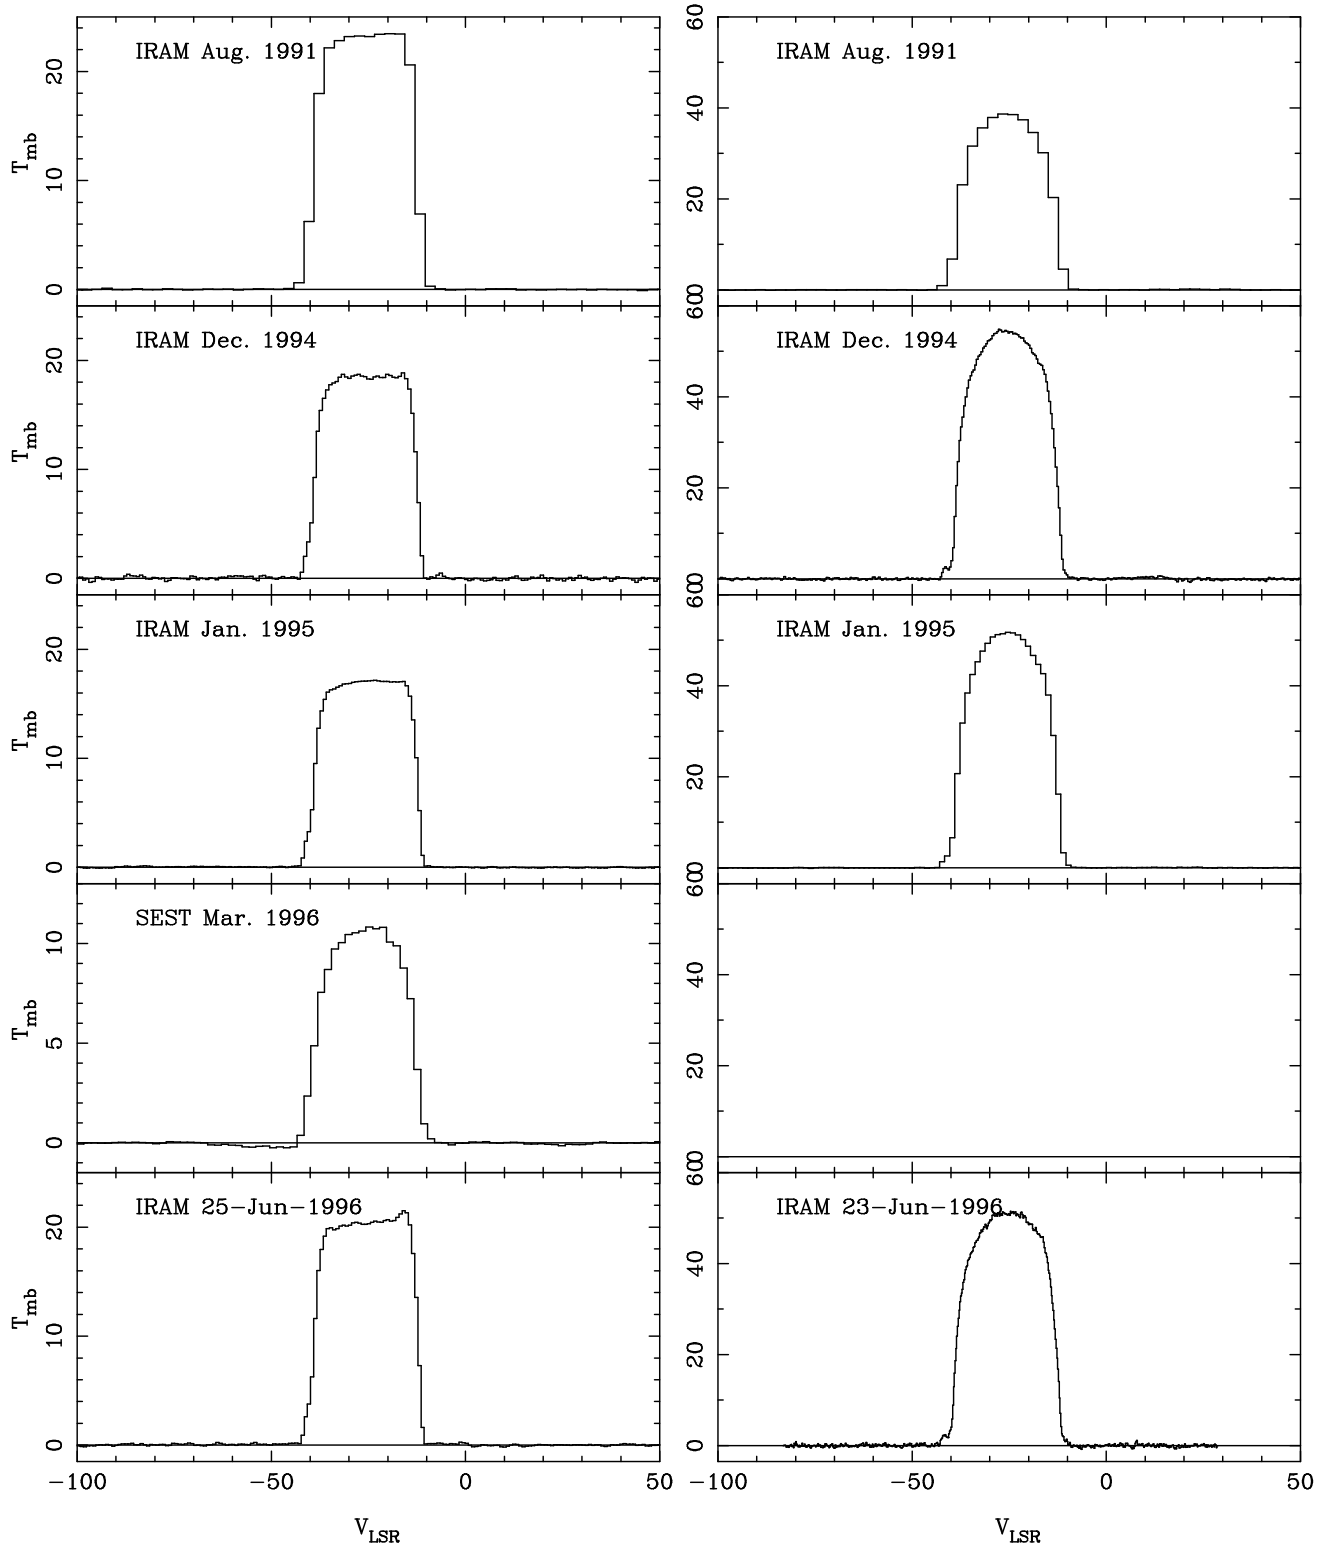 60
IRAM Aug. 1991
IRAM Aug. 1991
20
40
T_mb
10
20
0
0
60
IRAM Dec. 1994
IRAM Dec. 1994
20
40
T_mb
10
20
0
0
60
IRAM Jan. 1995
IRAM Jan. 1995
20
40
T_mb
10
20
0
0
60
SEST Mar. 1996
10
40
T_mb
5
20
0
0
60
IRAM 25-Jun-1996
IRAM 23-Jun-1996
20
40
T_mb
10
20
0
0
-100 -50 0 50
-100 -50 0 50
V_LSR
V_LSR